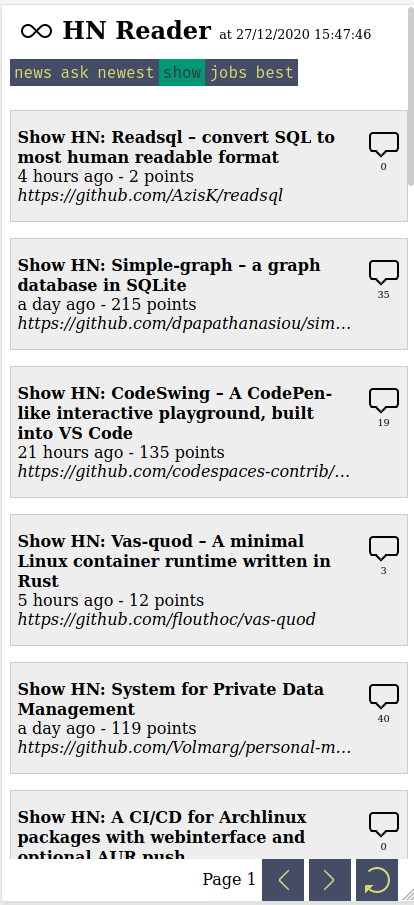 HN Reader at 27/12/2020 15:47:46
news ask newest show jobs best
Show HN: Readsql – convert SQL to
most human readable format
4 hours ago - 2 points
https://github.com/AzisK/readsql
0
Show HN: Simple-graph – a graph
database in SQLite
a day ago - 215 points
https://github.com/dpapathanasiou/sim…
35
Show HN: CodeSwing – A CodePen-
like interactive playground, built
into VS Code
21 hours ago - 135 points
https://github.com/codespaces-contrib/…
19
Show HN: Vas-quod – A minimal
Linux container runtime written in
Rust
5 hours ago - 12 points
https://github.com/flouthoc/vas-quod
3
Show HN: System for Private Data
Management
a day ago - 119 points
https://github.com/Volmarg/personal-m…
40
Show HN: A CI/CD for Archlinux
packages with webinterface and
optional AUR push
0
Page 1